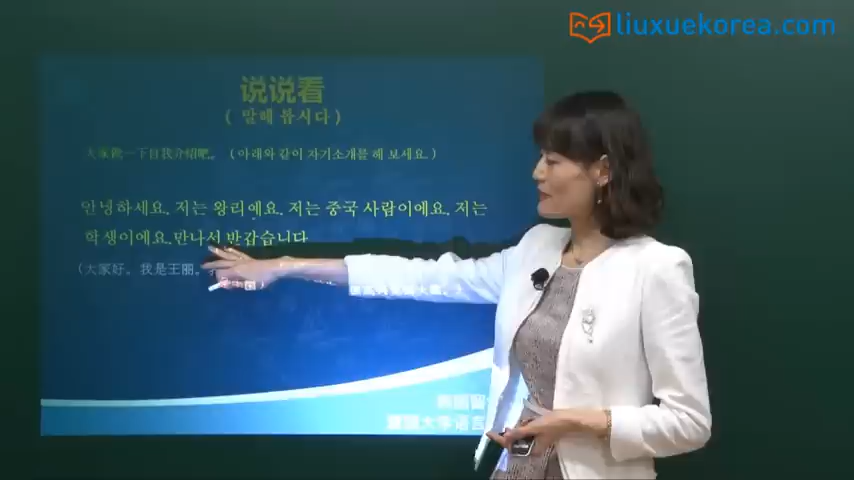 liuxuekorea.com
说说看
( 말해 봅시다 )
大家做一下自我介绍吧。 (아래와 같이 자기소개를 해 보세요.)
안녕하세요. 저는 왕리예요. 저는 중국 사람이에요. 저는
학생이에요.만나서 반갑습니다
(大家好。我是王丽。
大学语言